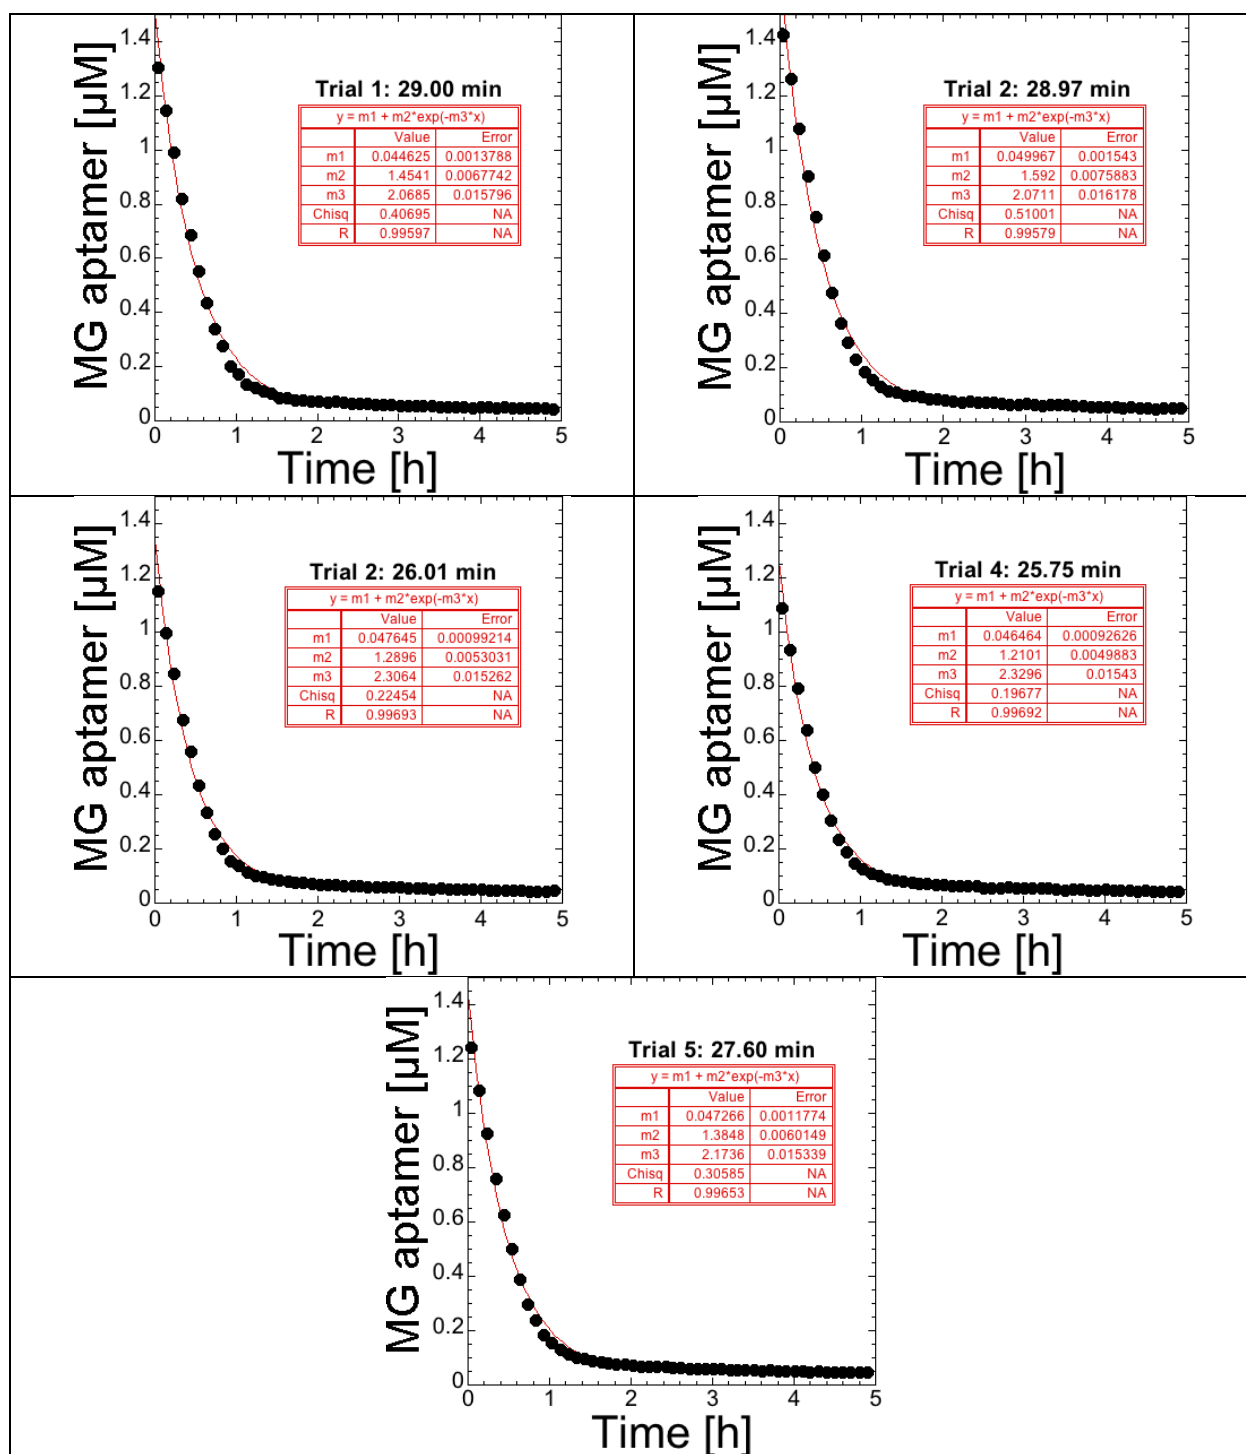 MG aptamer [µM]
1.4
1.2
1
0.8
0.6
0.4
0.2
0
Trial 1: 29.00 min
y = m1 + m2*exp(-m3*x)
Value Error
m1 0.044625 0.0013788
m2 1.4541 0.0067742
m3 2.0685 0.015796
Chisq 0.40695 NA
R 0.99597 NA
0 1 2 3 4 5
Time [h]
MG aptamer [µM]
1.4
1.2
1
0.8
0.6
0.4
0.2
0
Trial 2: 28.97 min
y = m1 + m2*exp(-m3*x)
Value Error
m1 0.049967 0.001543
m2 1.592 0.0075883
m3 2.0711 0.016178
Chisq 0.51001 NA
R 0.99579 NA
0 1 2 3 4 5
Time [h]
MG aptamer [µM]
1.4
1.2
1
0.8
0.6
0.4
0.2
0
Trial 2: 26.01 min
y = m1 + m2*exp(-m3*x)
Value Error
m1 0.047645 0.00099214
m2 1.2896 0.0053031
m3 2.3064 0.015262
Chisq 0.22454 NA
R 0.99693 NA
0 1 2 3 4 5
Time [h]
MG aptamer [µM]
1.4
1.2
1
0.8
0.6
0.4
0.2
0
Trial 4: 25.75 min
y = m1 + m2*exp(-m3*x)
Value Error
m1 0.046464 0.00092626
m2 1.2101 0.0049883
m3 2.3296 0.01543
Chisq 0.19677 NA
R 0.99692 NA
0 1 2 3 4 5
Time [h]
MG aptamer [µM]
1.4
1.2
1
0.8
0.6
0.4
0.2
0
Trial 5: 27.60 min
y = m1 + m2*exp(-m3*x)
Value Error
m1 0.047266 0.0011774
m2 1.3848 0.0060149
m3 2.1736 0.015339
Chisq 0.30585 NA
R 0.99653 NA
0 1 2 3 4 5
Time [h]